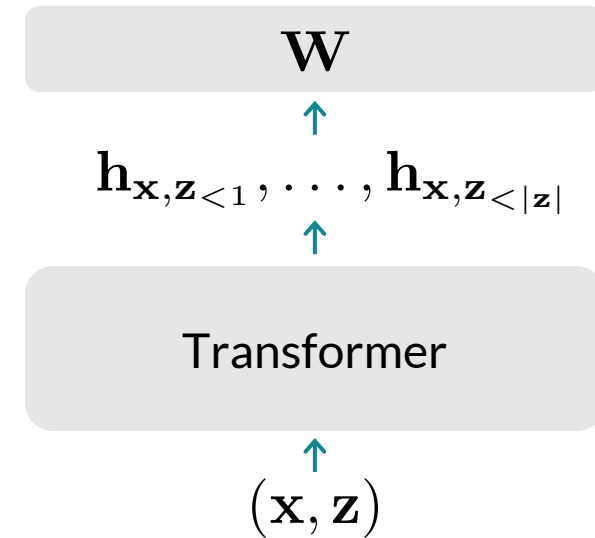 W
h_{x,z_{<1}}, ..., h_{x,z_{<|z|}}
Transformer
(x, z)